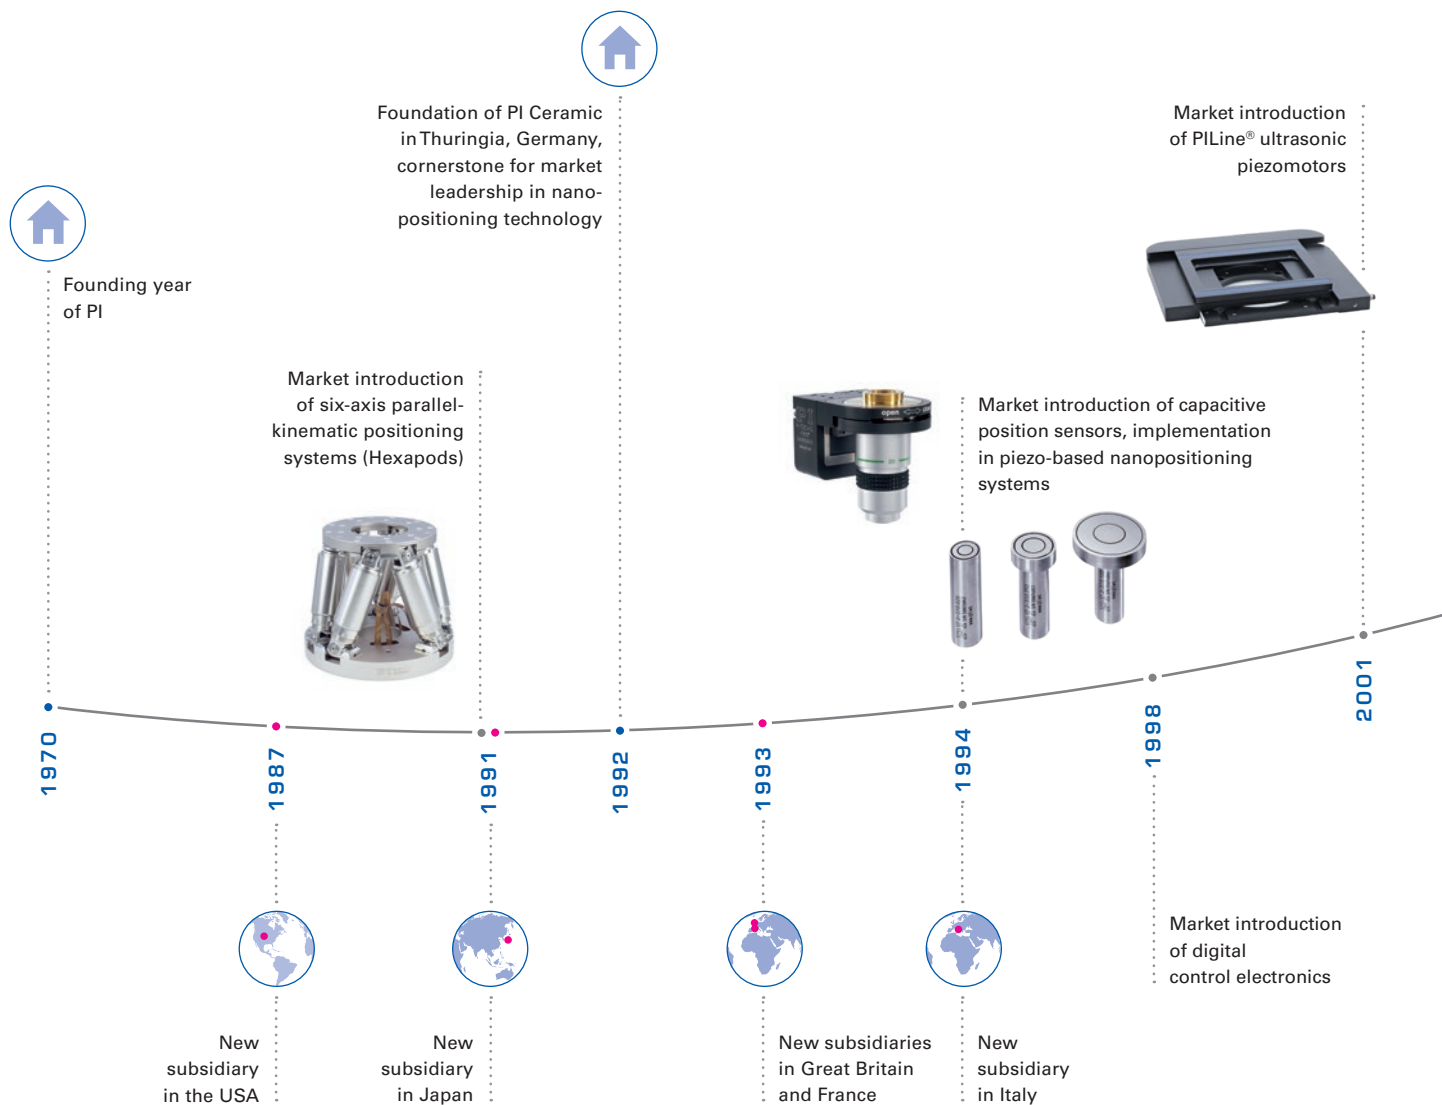 Foundation of PI Ceramic
in Thuringia, Germany,
cornerstone for market
leadership in nano-
positioning technology
Market introduction
of PILine® ultrasonic
piezomotors
Founding year
of PI
Market introduction
of six-axis parallel-
kinematic positioning
systems (Hexapods)
open
Market introduction of capacitive
position sensors, implementation
in piezo-based nanopositioning
systems
1970
1987
1991
1992
1993
1994
1998
2001
Market introduction
of digital
control electronics
New
subsidiary
in the USA
New
subsidiary
in Japan
New subsidiaries
in Great Britain
and France
New
subsidiary
in Italy